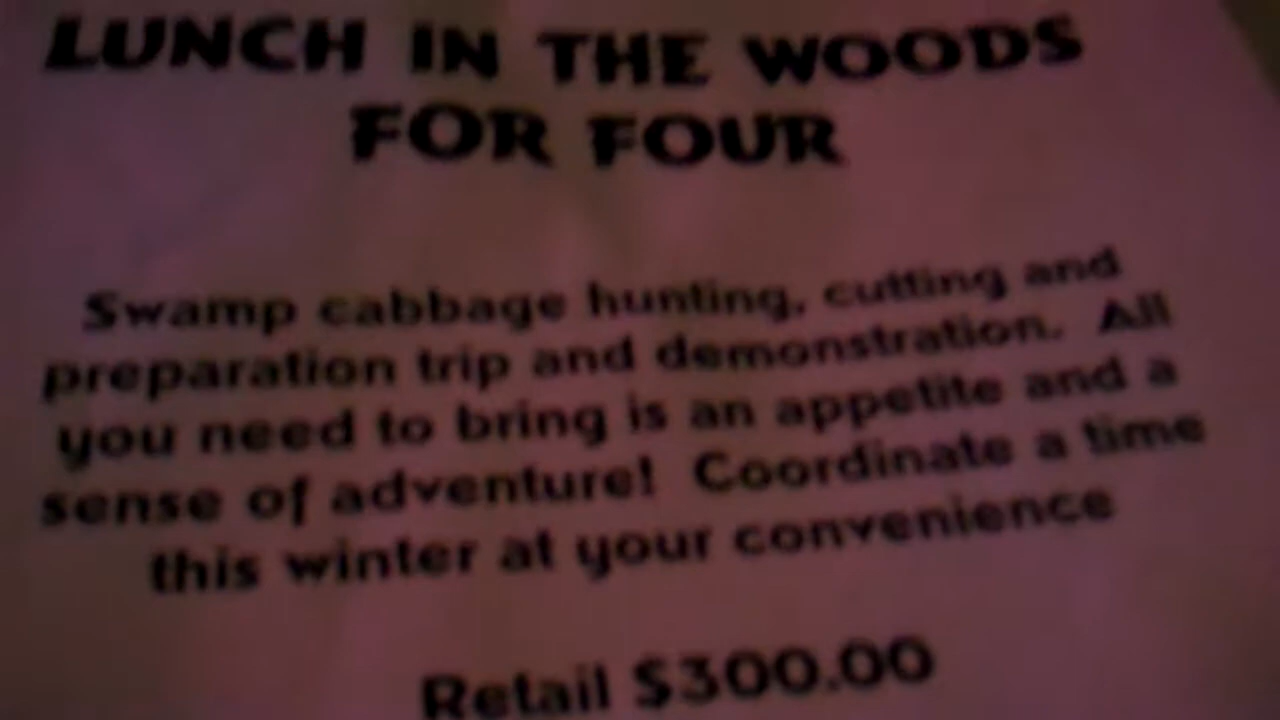 LUNCH IN THE WOODS
FOR FOUR
Swamp cabbage hunting, cutting and
preparation trip and demonstration. All
you need to bring is an appetite and a
sense of adventure! Coordinate a time
this winter at your convenience
Retail $300.00